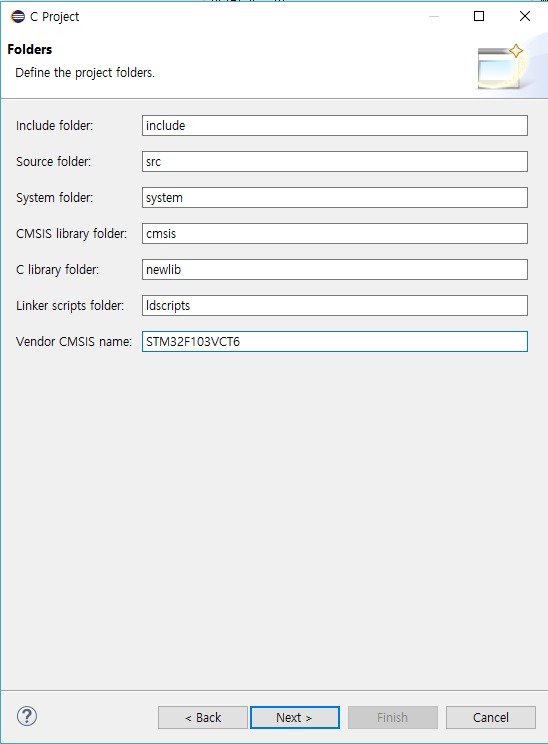 C Project
Folders
Define the project folders.
Include folder: include
Source folder: src
System folder: system
CMSIS library folder: cmsis
C library folder: newlib
Linker scripts folder: ldscripts
Vendor CMSIS name: STM32F103VCT6
? < Back Next > Finish Cancel